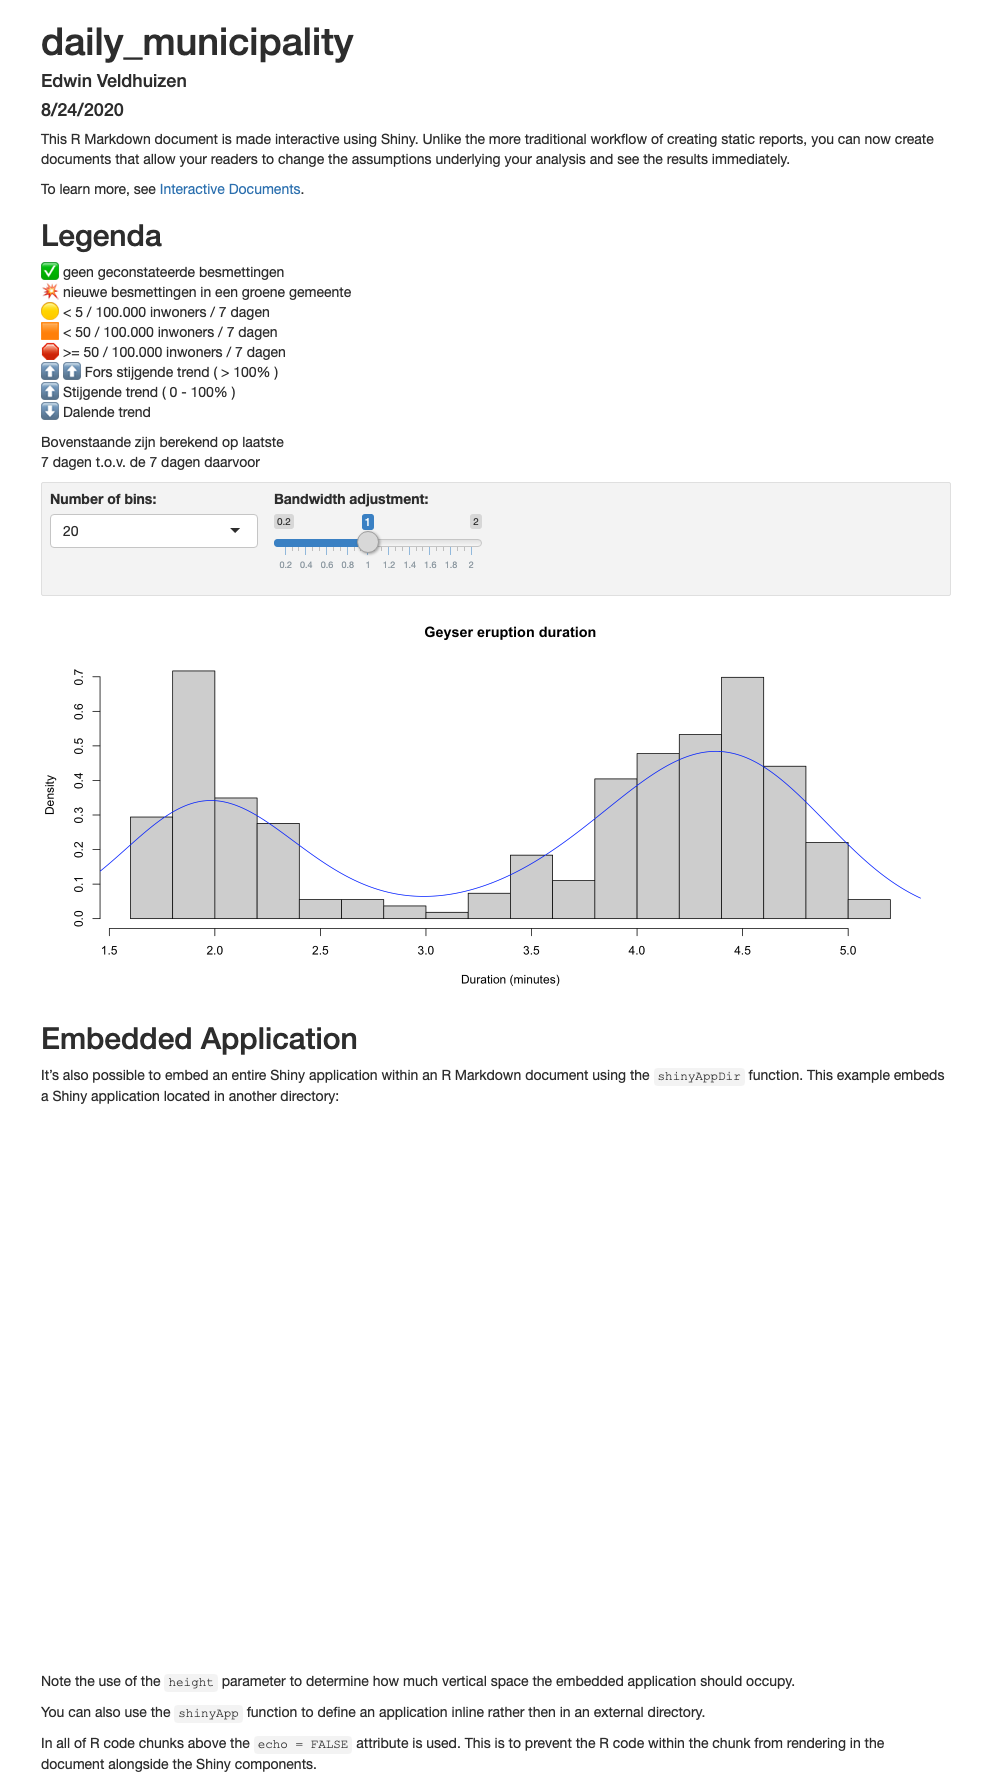 daily_municipality
Edwin Veldhuizen
8/24/2020
This R Markdown document is made interactive using Shiny. Unlike the more traditional workflow of creating static reports, you can now create
documents that allow your readers to change the assumptions underlying your analysis and see the results immediately.
To learn more, see Interactive Documents.
Legenda
✅ geen geconstateerde besmettingen
💥 nieuwe besmettingen in een groene gemeente
🟡 < 5 / 100.000 inwoners / 7 dagen
🟧 < 50 / 100.000 inwoners / 7 dagen
🛑 >= 50 / 100.000 inwoners / 7 dagen
⬆️ ⬆️ Fors stijgende trend ( > 100% )
⬆️ Stijgende trend ( 0 - 100% )
⬇️ Dalende trend
Bovenstaande zijn berekend op laatste
7 dagen t.o.v. de 7 dagen daarvoor
Number of bins:
20
Bandwidth adjustment:
0.2 1 2
0.2 0.4 0.6 0.8 1 1.2 1.4 1.6 1.8 2
Geyser eruption duration
Density
0.7
0.6
0.5
0.4
0.3
0.2
0.1
0.0
1.5 2.0 2.5 3.0 3.5 4.0 4.5 5.0
Duration (minutes)
Embedded Application
It's also possible to embed an entire Shiny application within an R Markdown document using the shinyAppDir function. This example embeds
a Shiny application located in another directory:
Note the use of the height parameter to determine how much vertical space the embedded application should occupy.
You can also use the shinyApp function to define an application inline rather then in an external directory.
In all of R code chunks above the echo = FALSE attribute is used. This is to prevent the R code within the chunk from rendering in the
document alongside the Shiny components.